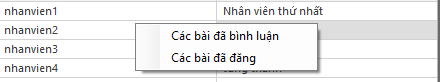 nhanvien1 Nhân viên thứ nhất
nhanvien2
Các bài đã bình luận
nhanvien3
Các bài đã đăng
nhanvien4